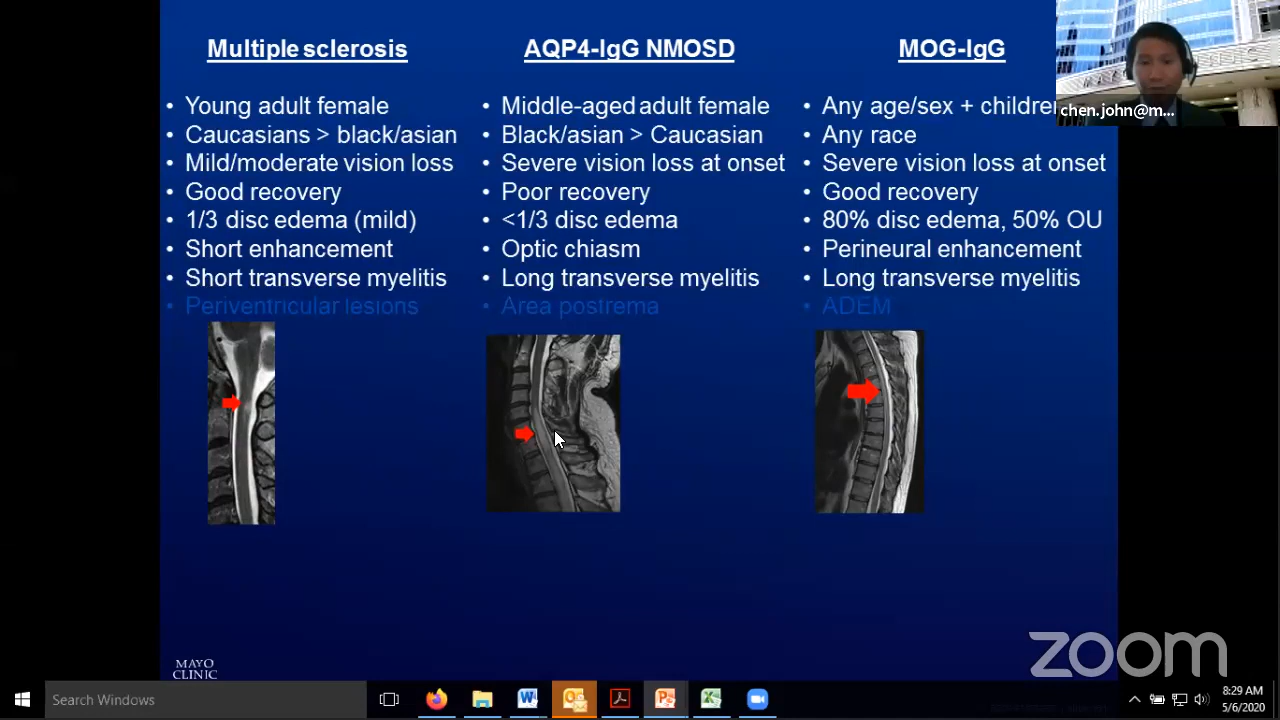 Multiple sclerosis
• Young adult female
• Caucasians > black/asian
• Mild/moderate vision loss
• Good recovery
• 1/3 disc edema (mild)
• Short enhancement
• Short transverse myelitis
• Periventricular lesions
AQP4-IgG NMOSD
• Middle-aged adult female
• Black/asian > Caucasian
• Severe vision loss at onset
• Poor recovery
• <1/3 disc edema
• Optic chiasm
• Long transverse myelitis
• Area postrema
MOG-IgG
• Any age/sex + children
• Any race
• Severe vision loss at onset
• Good recovery
• 80% disc edema, 50% OU
• Perineural enhancement
• Long transverse myelitis
• ADEM
chen.john@m...
MAYO
CLINIC
zoom
Search Windows
8:29 AM
5/6/2020